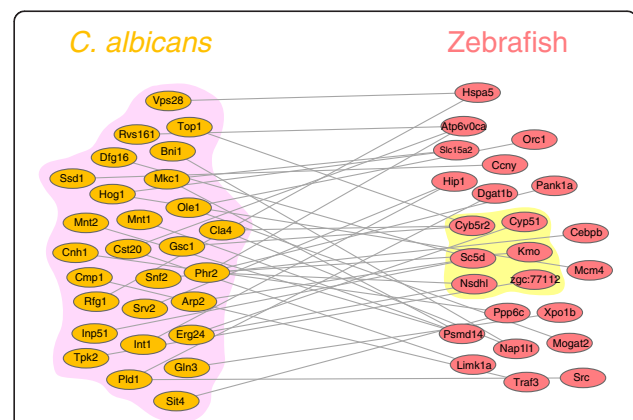 C. albicans Zebrafish
Vps28
Hspa5
Top1
Rvs161
Atp6v0ca
Orc1
Bni1
Slc15a2
Dfg16
Ccny
Ssd1
Mkc1
Hip1
Pank1a
Hog1
Dgat1b
Ole1
Mnt2
Mnt1
Cla4
Cyb5r2
Cyp51
Cebpb
Cnh1
Cst20
Gsc1
Sc5d
Kmo
Mcm4
Cmp1
Snf2
Phr2
Nsdhl
zgc:77112
Rfg1
Srv2
Arp2
Ppp6c
Xpo1b
Inp51
Int1
Erg24
Psmd14
Nap1l1
Mogat2
Tpk2
Gln3
Limk1a
Pld1
Traf3
Src
Sit4